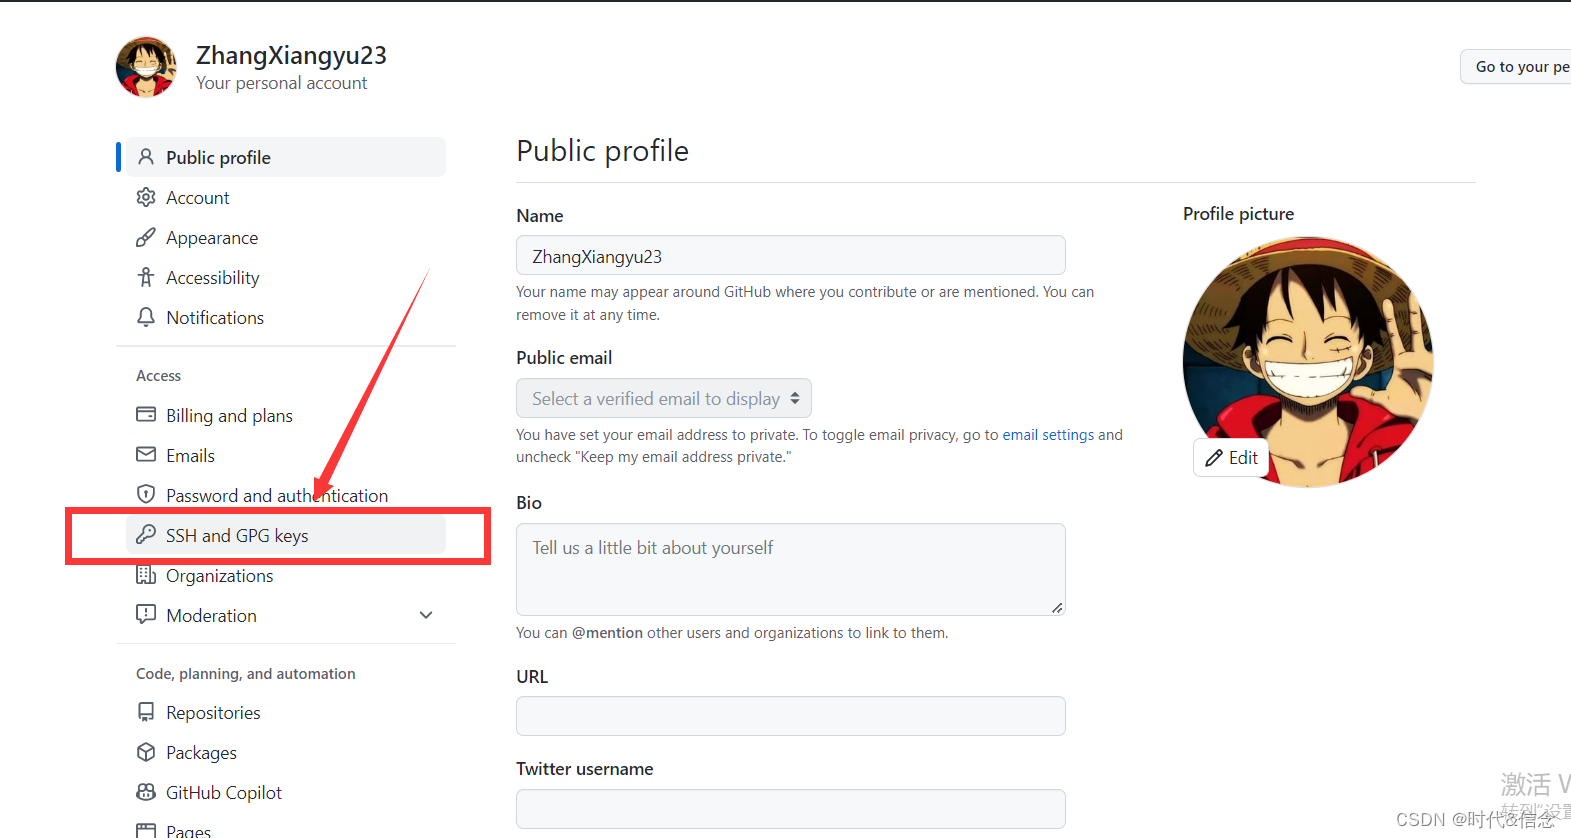 ZhangXiangyu23
Your personal account
Go to your pe
Public profile
Account
Appearance
Accessibility
Notifications
Access
Billing and plans
Emails
Password and authentication
SSH and GPG keys
Organizations
Moderation
Code, planning, and automation
Repositories
Packages
GitHub Copilot
Pages
Public profile
Name
ZhangXiangyu23
Your name may appear around GitHub where you contribute or are mentioned. You can
remove it at any time.
Public email
Select a verified email to display
You have set your email address to private. To toggle email privacy, go to email settings and
uncheck "Keep my email address private."
Bio
Tell us a little bit about yourself
You can @mention other users and organizations to link to them.
URL
Twitter username
Profile picture
Edit
激活 W
转到"设置
CSDN @时代&信念